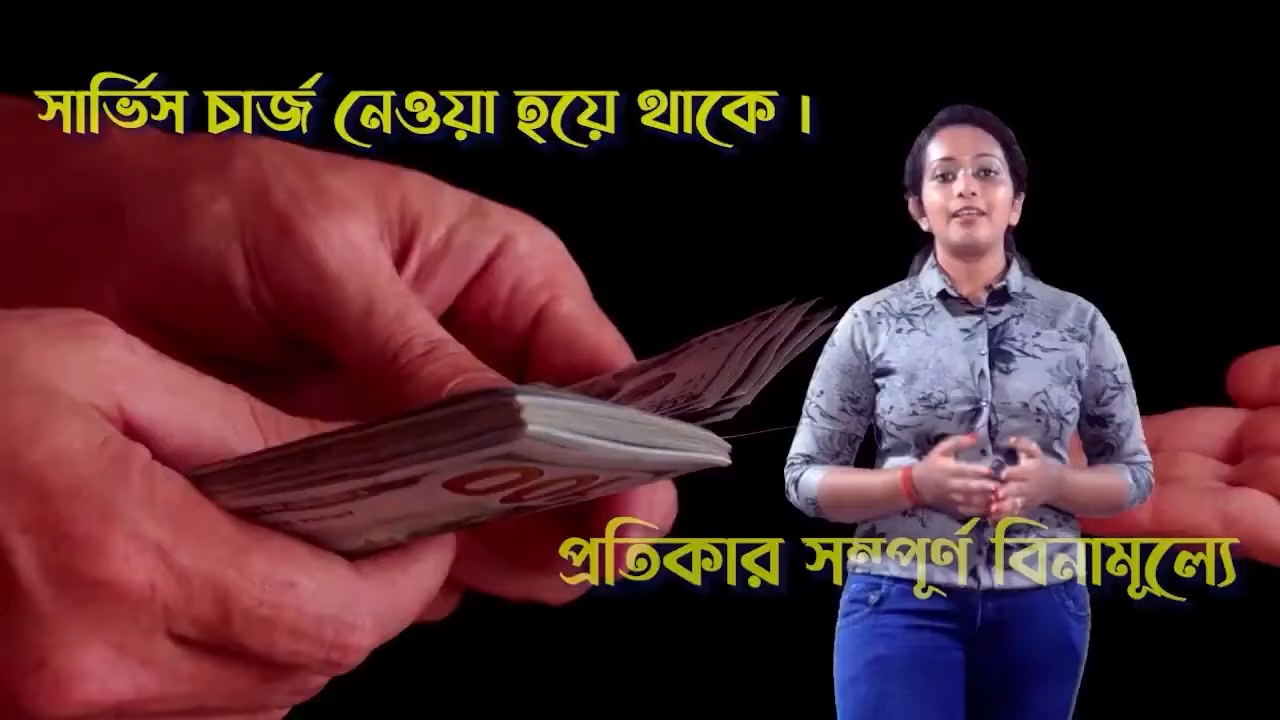 সার্ভিস চার্জ নেওয়া হয়ে থাকে।
প্রতিকার সম্পূর্ণ বিনামূল্যে